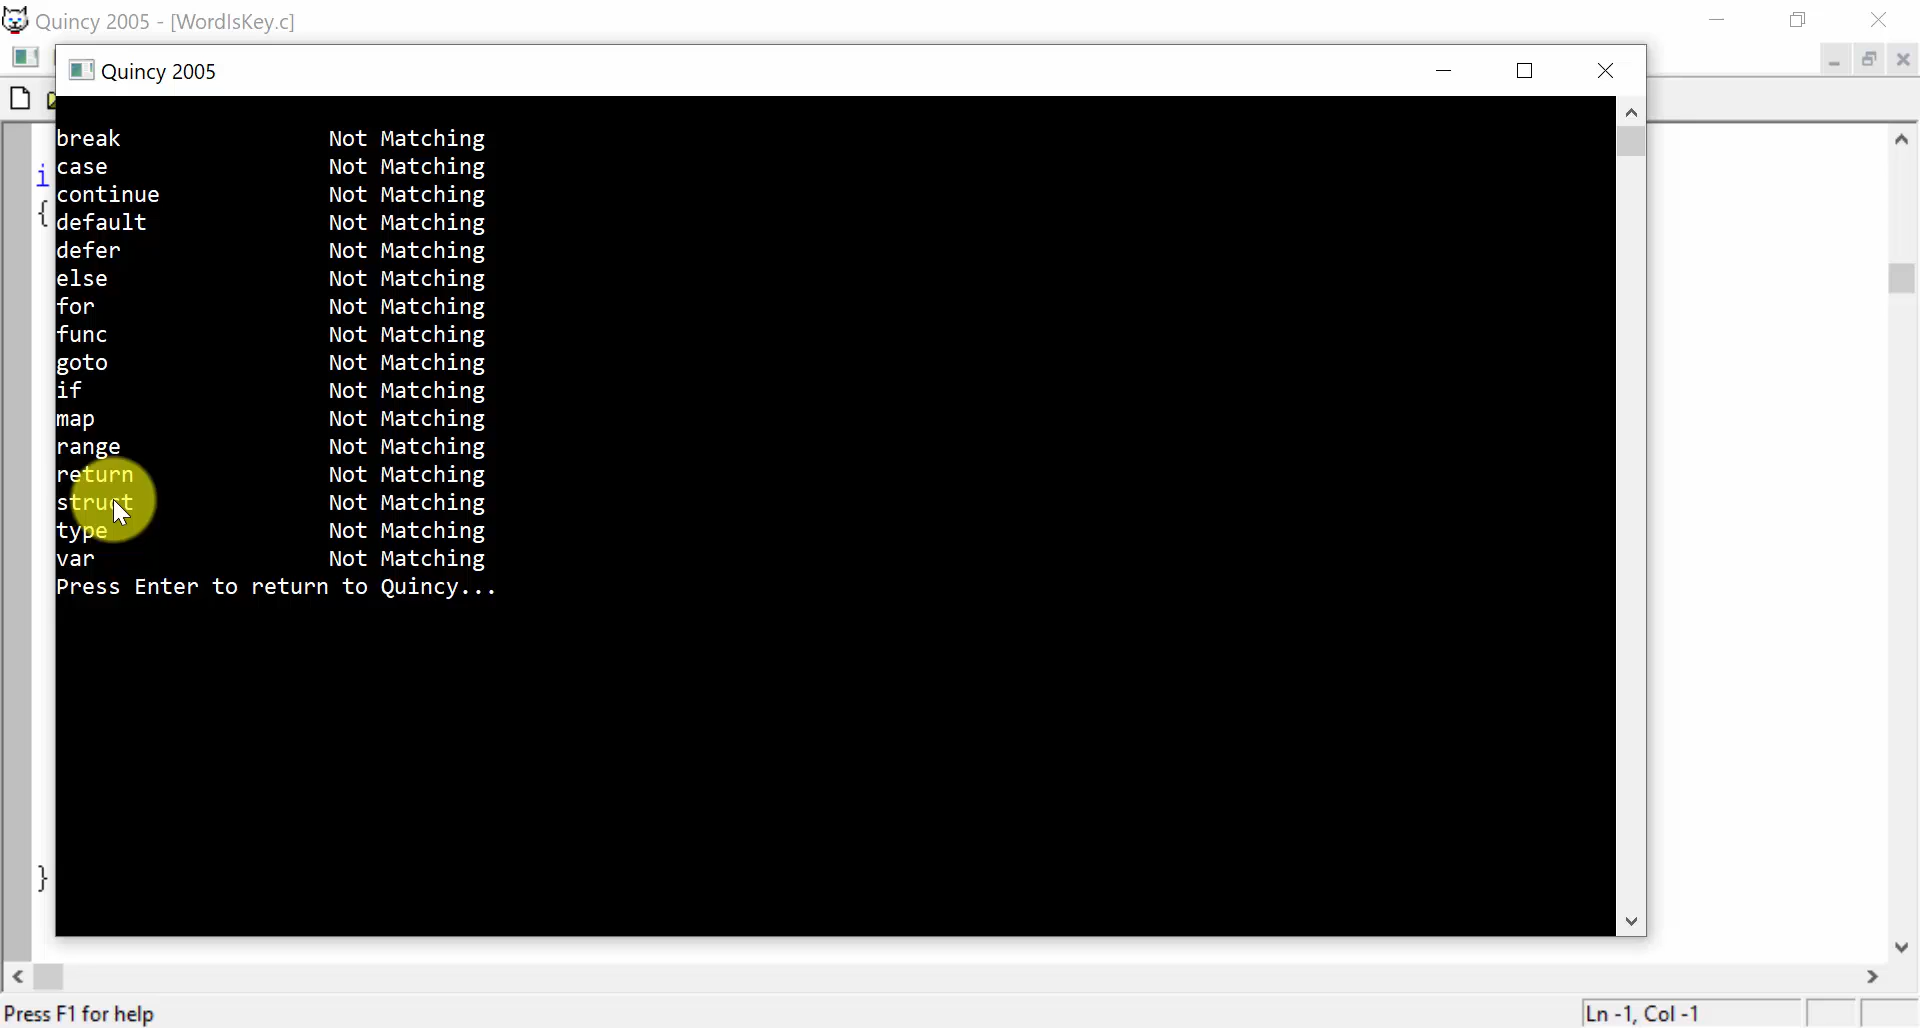 Quincy 2005 - [WordIsKey.c]
Quincy 2005
i
{
break Not Matching
case Not Matching
continue Not Matching
default Not Matching
defer Not Matching
else Not Matching
for Not Matching
func Not Matching
goto Not Matching
if Not Matching
map Not Matching
range Not Matching
return Not Matching
struct Not Matching
type Not Matching
var Not Matching
Press Enter to return to Quincy...
}
Press F1 for help
Ln -1, Col -1